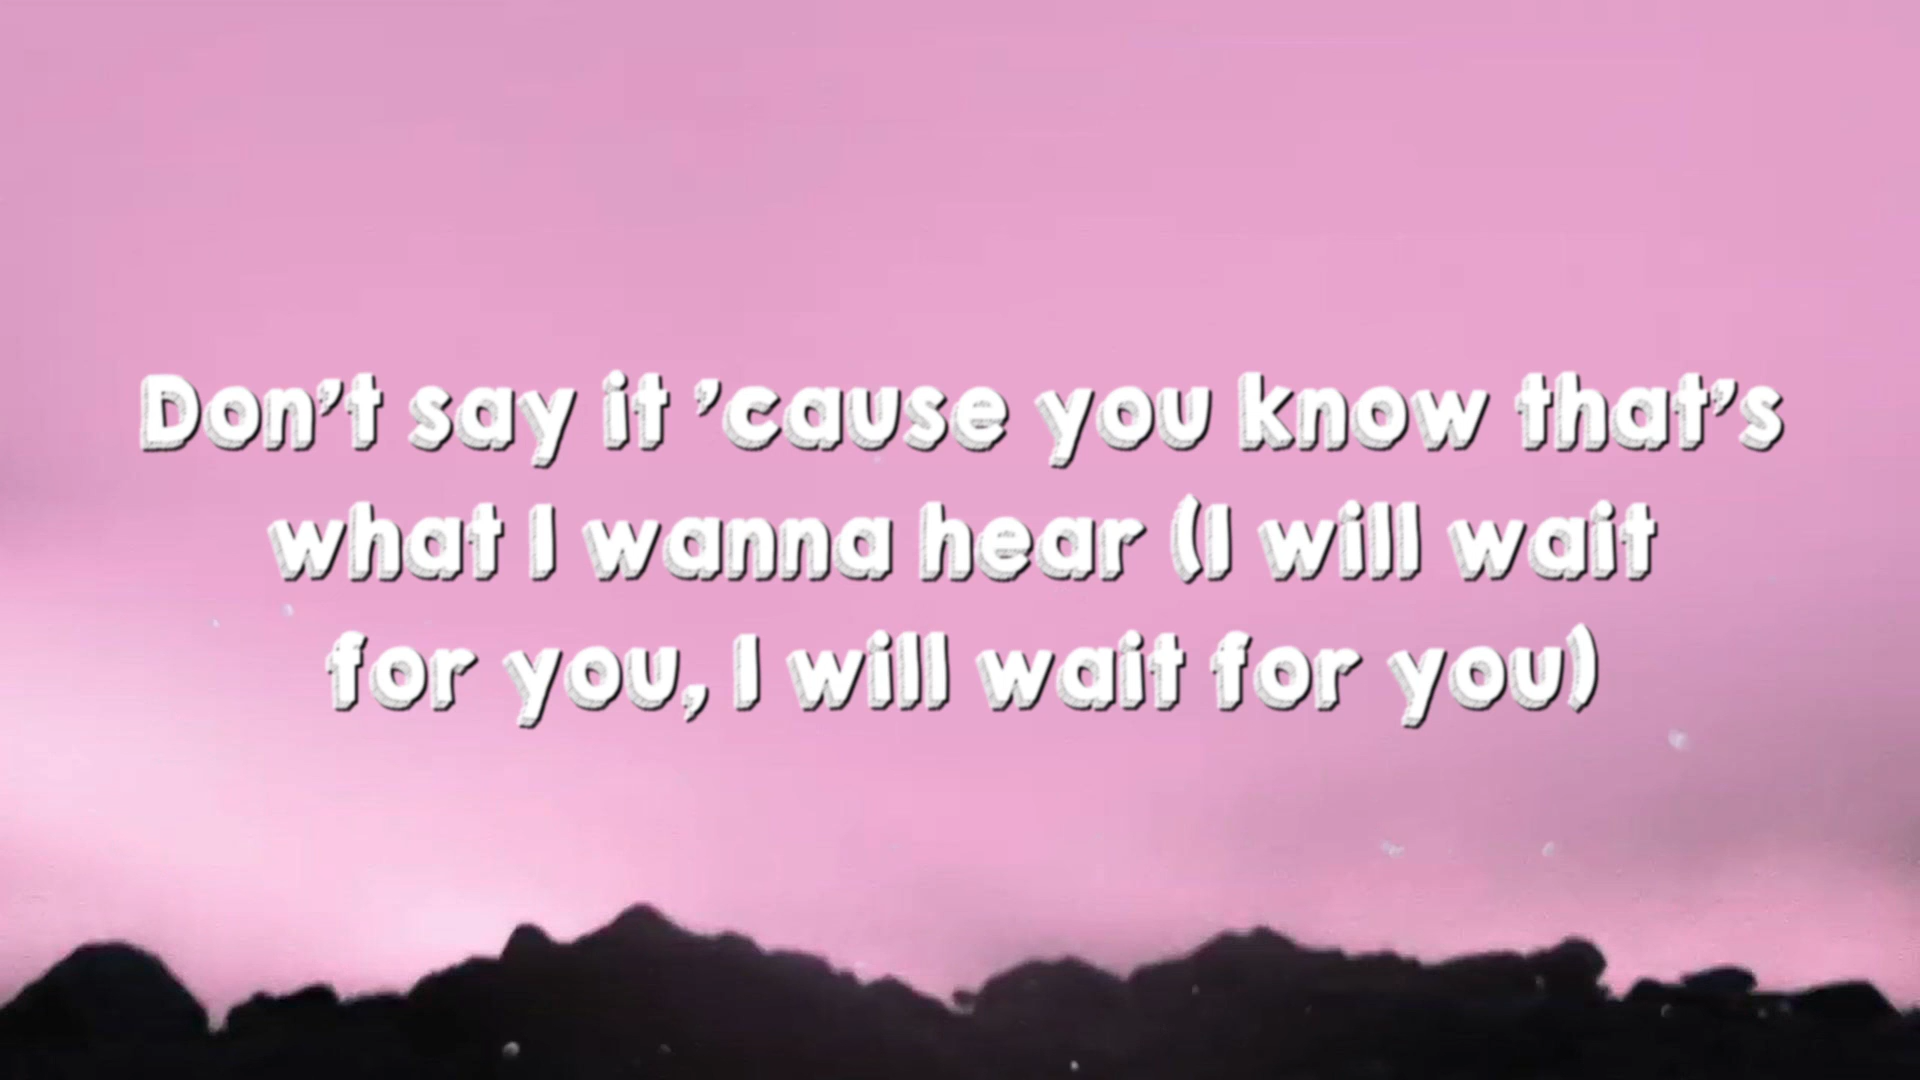 Don't say it 'cause you know that's
what I wanna hear (I will wait
for you, I will wait for you)